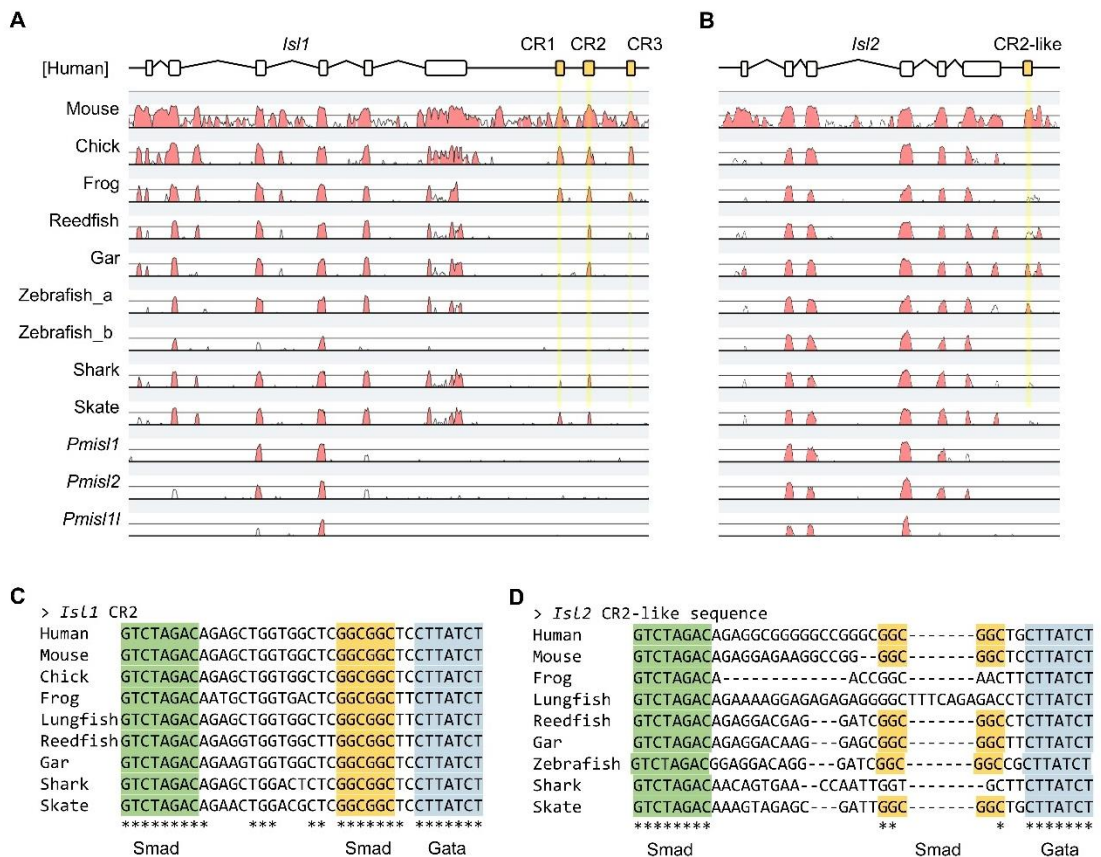 A
B
Isl1 CR1 CR2 CR3
Isl2 CR2-like
[Human]
Mouse
Chick
Frog
Reedfish
Gar
Zebrafish_a
Zebrafish_b
Shark
Skate
Pmisl1
Pmisl2
Pmisl1l
C
> Isl1 CR2
Human GTCTAGACAGAGCTGGTGGCTCGGCGGCTCCTTATCT
Mouse GTCTAGACAGAGCTGGTGGCTCGGCGGCTCCTTATCT
Chick GTCTAGACAGAGCTGGTGGCTCGGCGGCTCCTTATCT
Frog GTCTAGACAATGCTGGTGACTCGGCGGCTTCTTATCT
Lungfish GTCTAGACAGAGCTGGTGGCTCGGCGGCTTCTTATCT
Reedfish GTCTAGACAGAGGTGGTGGCTTGGCGGCTTCTTATCT
Gar GTCTAGACAGAAGTGGTGGCTCGGCGGCTCCTTATCT
Shark GTCTAGACAGAGCTGGACTCTCGGCGGCTCCTTATCT
Skate GTCTAGACAGAACTGGACGCTCGGCGGCTCCTTATCT
********* *** ** ******* *******
Smad Smad Gata
D
> Isl2 CR2-like sequence
Human GTCTAGACAGAGGCGGGGGCCGGGCGGC-------GGCTGCTTATCT
Mouse GTCTAGACAGAGGAGAAGGCCGG--GGC-------GGCTCCTTATCT
Frog GTCTAGACA-------------ACCGGC-------AACTTCTTATCT
Lungfish GTCTAGACAGAAAAGGAGAGAGAGGGGCTTTCAGAGACCTCTTATCT
Reedfish GTCTAGACAGAGGACGAG---GATCGGC-------GGCCTCTTATCT
Gar GTCTAGACAGAGGACAAG---GAGCGGC-------GGCTTCTTATCT
Zebrafish GTCTAGACGGAGGACAGG---GATCGGC-------GGCCGCTTATCT
Shark GTCTAGACAACAGTGAA--CCAATTGGT-------GCTTCTTATCT
Skate GTCTAGACAAAGTAGAGC---GATTGGC-------GGCTGCTTATCT
******** ** * *******
Smad Smad Gata